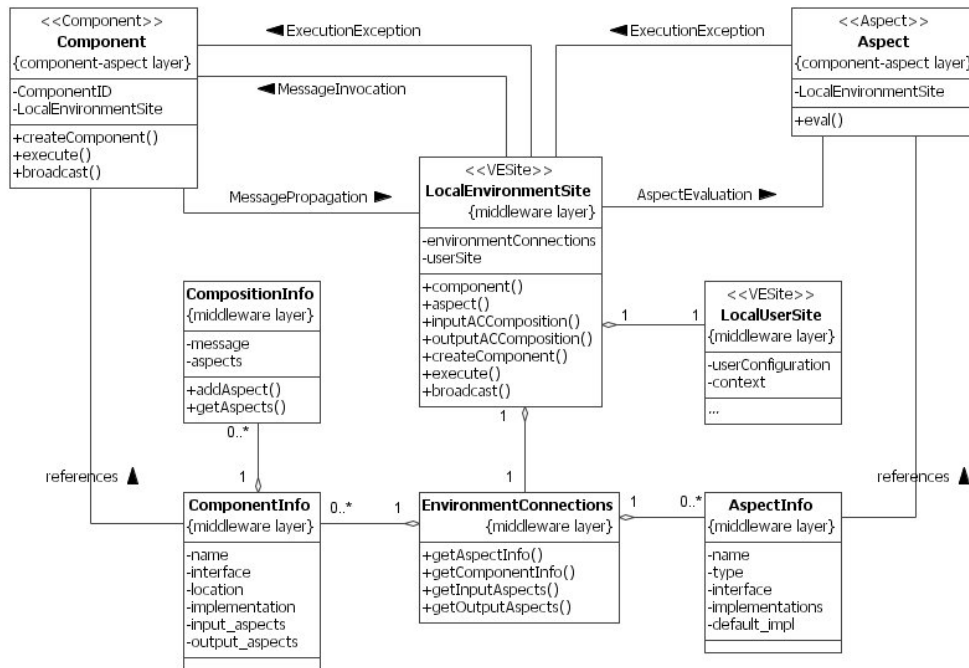 <<Component>>
Component
{component-aspect layer}
-ComponentID
-LocalEnvironmentSite
+createComponent()
+execute()
+broadcast()
ExecutionException
MessageInvocation
ExecutionException
<<Aspect>>
Aspect
{component-aspect layer}
-LocalEnvironmentSite
+eval()
MessagePropagation
<<VESite>>
LocalEnvironmentSite
{middleware layer}
-environmentConnections
-userSite
+component()
+aspect()
+inputACComposition()
+outputACComposition()
+createComponent()
+execute()
+broadcast()
AspectEvaluation
CompositionInfo
{middleware layer}
-message
-aspects
+addAspect()
+getAspects()
1
1
<<VESite>>
LocalUserSite
{middleware layer}
-userConfiguration
-context
...
0..*
1
1
1
references
references
ComponentInfo
{middleware layer}
-name
-interface
-location
-implementation
-input_aspects
-output_aspects
0..*
1
EnvironmentConnections
{middleware layer}
+getAspectInfo()
+getComponentInfo()
+getInputAspects()
+getOutputAspects()
1
0..*
AspectInfo
{middleware layer}
-name
-type
-interface
-implementations
-default_impl